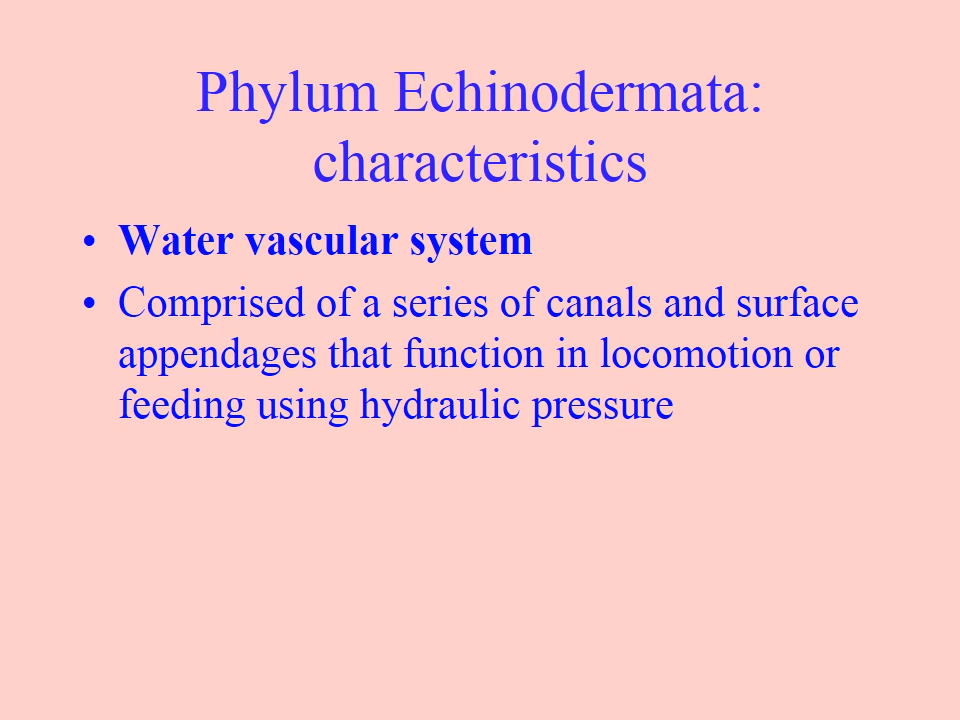 Phylum Echinodermata:
characteristics
• Water vascular system
• Comprised of a series of canals and surface
appendages that function in locomotion or
feeding using hydraulic pressure